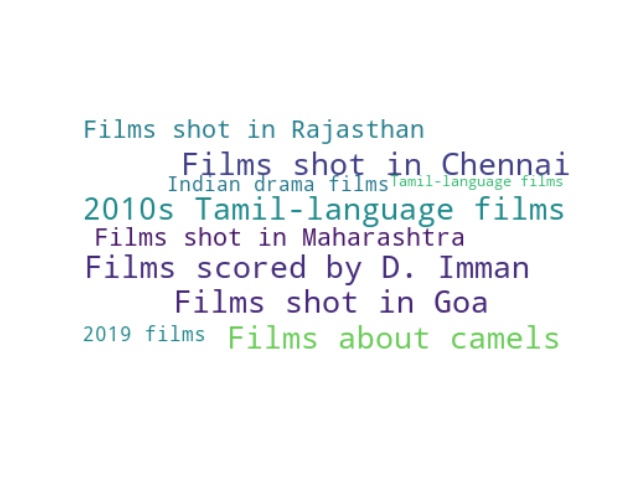 Films shot in Rajasthan
Films shot in Chennai
Indian drama films Tamil-language films
2010s Tamil-language films
Films shot in Maharashtra
Films scored by D. Imman
Films shot in Goa
2019 films Films about camels